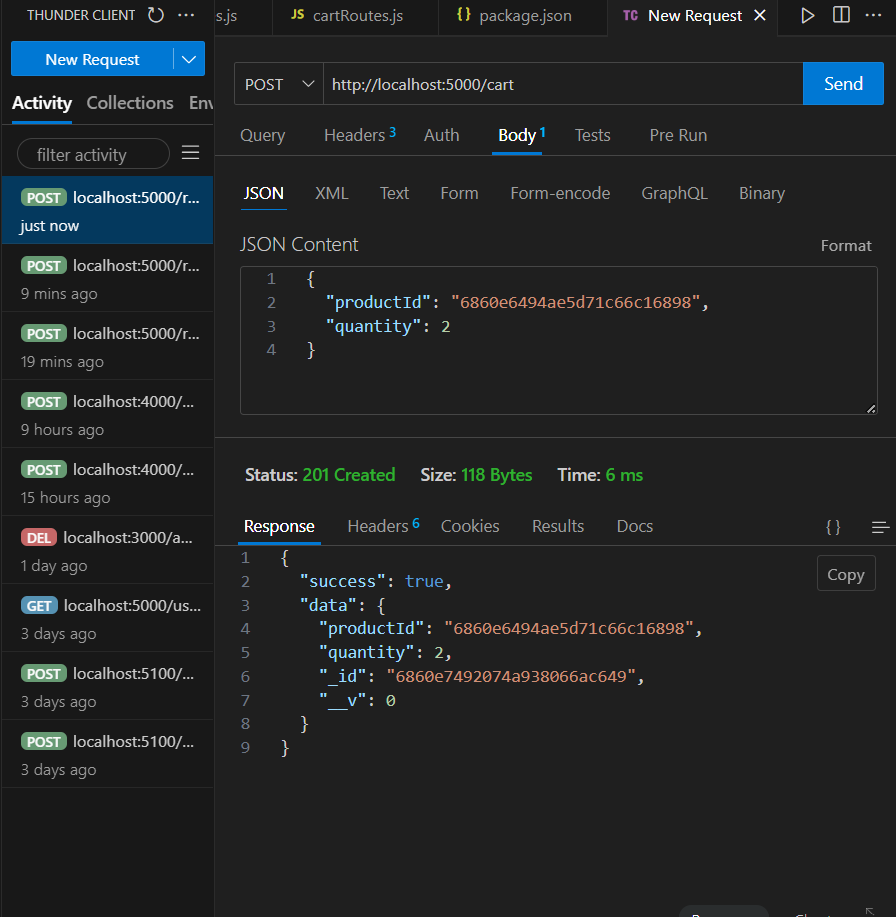 THUNDER CLIENT
s.js
JS cartRoutes.js
{} package.json
TC New Request
New Request
Activity Collections Env
filter activity
POST localhost:5000/r...
just now
POST localhost:5000/r...
9 mins ago
POST localhost:5000/r...
19 mins ago
POST localhost:4000/...
9 hours ago
POST localhost:4000/...
15 hours ago
DEL localhost:3000/a...
1 day ago
GET localhost:5000/us...
3 days ago
POST localhost:5100/...
3 days ago
POST localhost:5100/...
3 days ago
POST http://localhost:5000/cart Send
Query Headers 3 Auth Body 1 Tests Pre Run
JSON XML Text Form Form-encode GraphQL Binary
JSON Content Format
1 {
2 "productId": "6860e6494ae5d71c66c16898",
3 "quantity": 2
4 }
Status: 201 Created Size: 118 Bytes Time: 6 ms
Response Headers 6 Cookies Results Docs {}
Copy
1 {
2 "success": true,
3 "data": {
4 "productId": "6860e6494ae5d71c66c16898",
5 "quantity": 2,
6 "_id": "6860e7492074a938066ac649",
7 "__v": 0
8 }
9 }